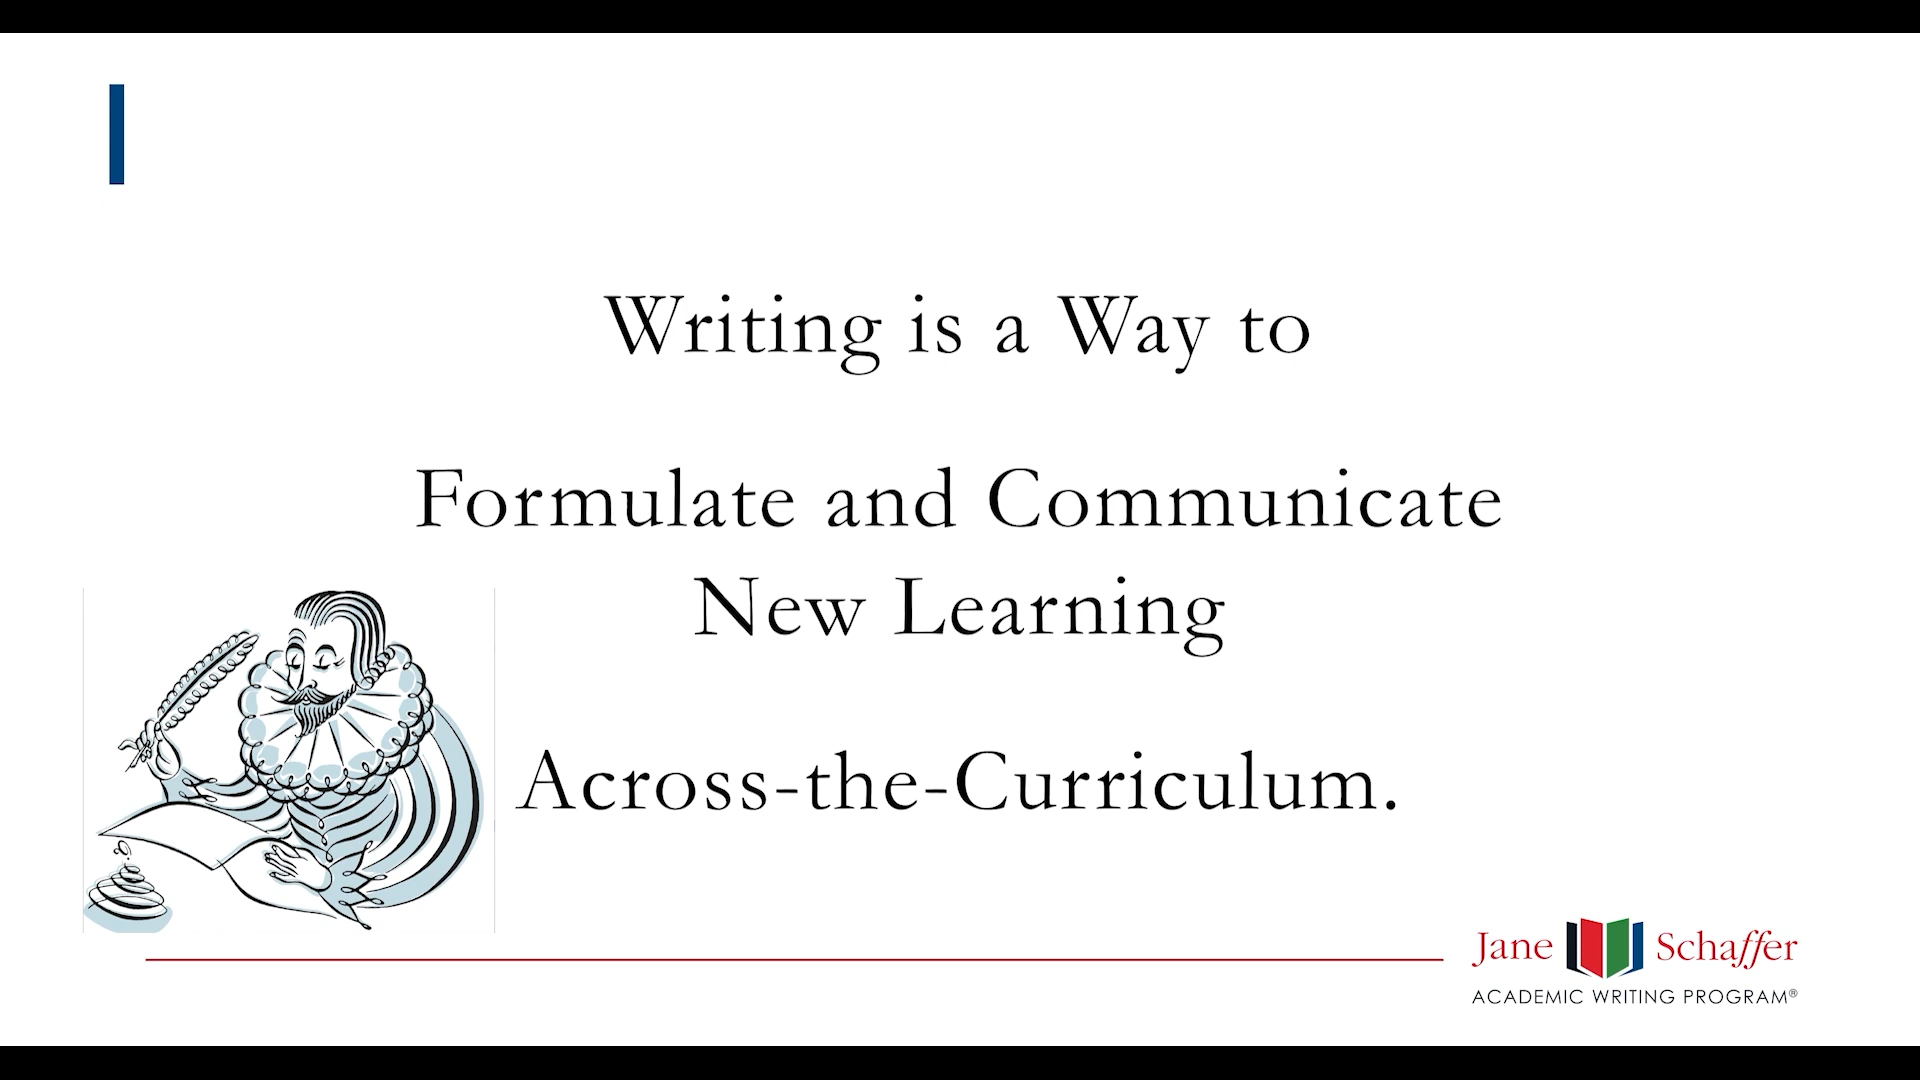 Writing is a Way to
Formulate and Communicate
New Learning
Across-the-Curriculum.
Jane Schaffer
ACADEMIC WRITING PROGRAM®